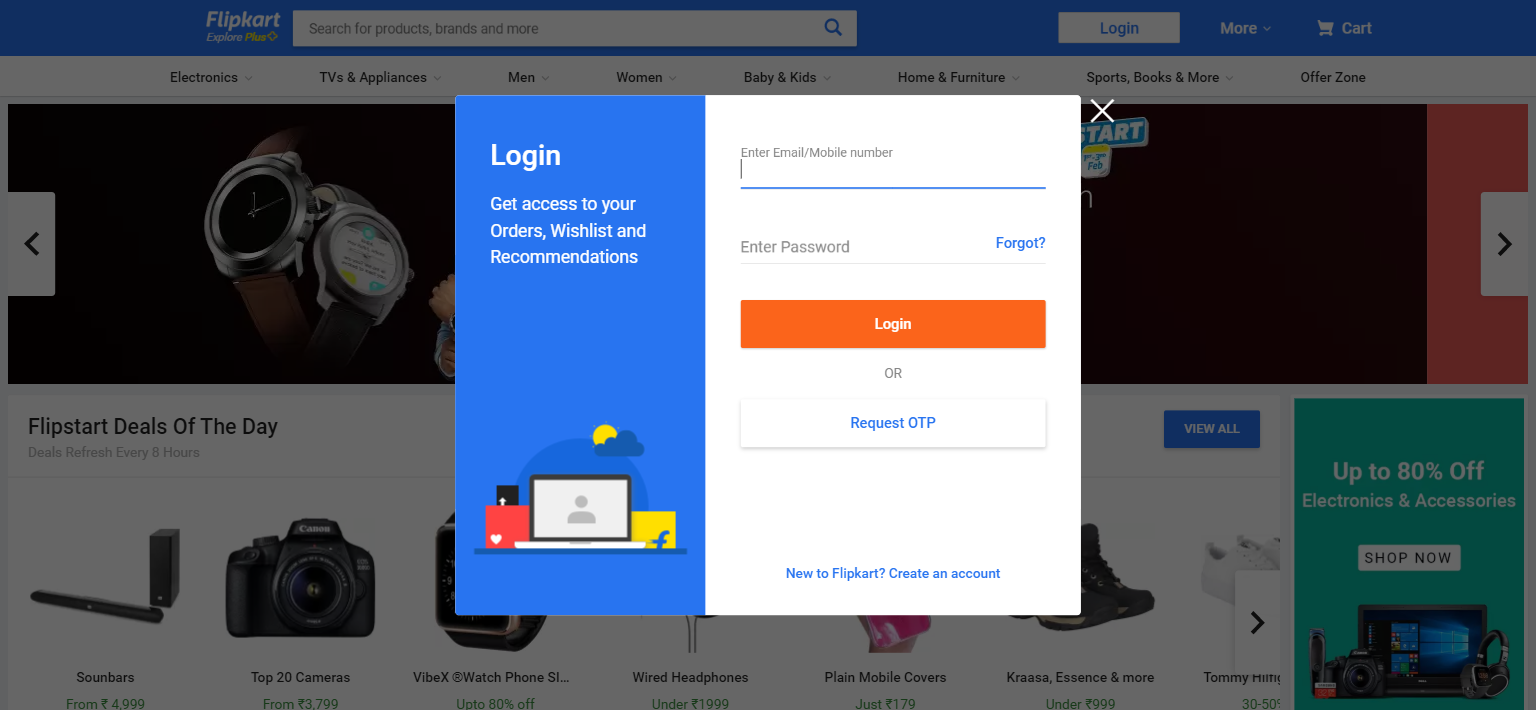 Flipkart
Explore Plus
Search for products, brands and more
Login
More
Cart
Electronics
TVs & Appliances
Men
Women
Baby & Kids
Home & Furniture
Sports, Books & More
Offer Zone
START
Feb
Login
Get access to your
Orders, Wishlist and
Recommendations
Enter Email/Mobile number
Enter Password
Forgot?
Login
OR
Request OTP
New to Flipkart? Create an account
Flipstart Deals Of The Day
Deals Refresh Every 8 Hours
VIEW ALL
Canon
Up to 80% Off
Electronics & Accessories
SHOP NOW
Sounbars
Top 20 Cameras
VibeX ®Watch Phone Sl...
Wired Headphones
Plain Mobile Covers
Kraasa, Essence & more
Tommy Hilfig
From ₹ 4,999
From ₹3,799
Upto 80% off
Under ₹1999
Just ₹179
Under ₹999
30-50%